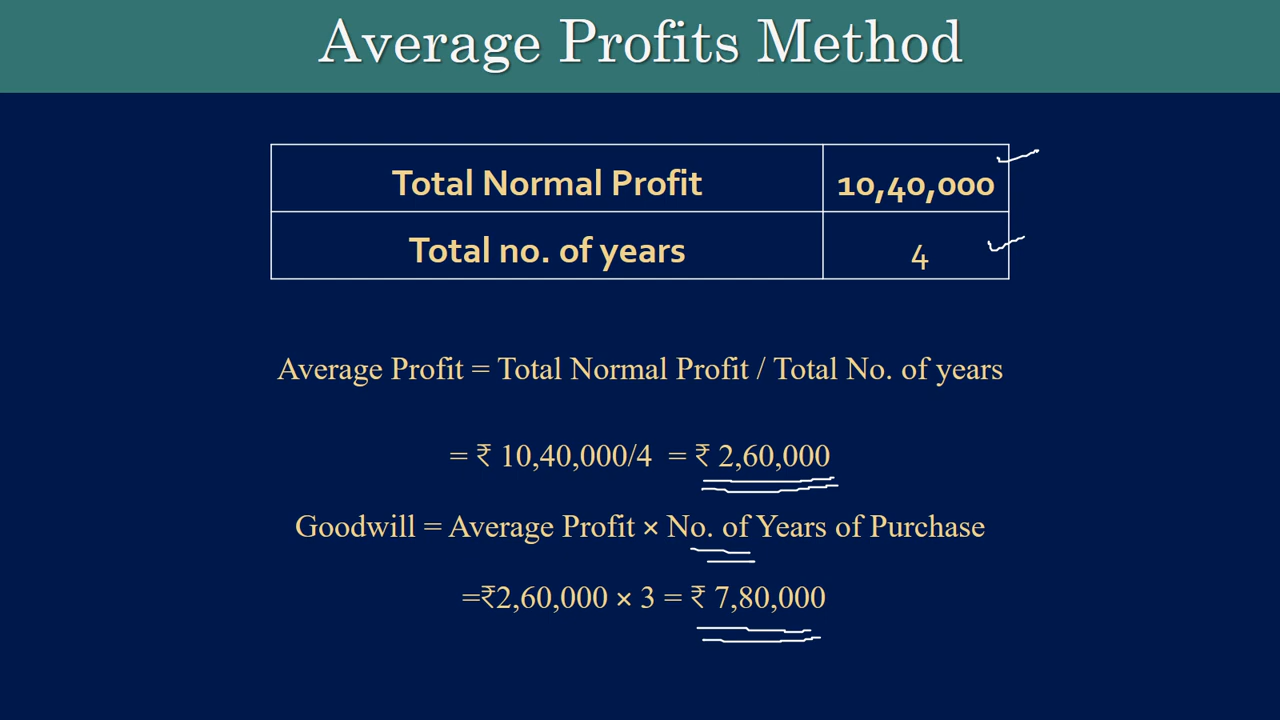 Average Profits Method
Total Normal Profit 10,40,000
Total no. of years 4
Average Profit = Total Normal Profit / Total No. of years
= ₹ 10,40,000/4 = ₹ 2,60,000
Goodwill = Average Profit × No. of Years of Purchase
=₹2,60,000 × 3 = ₹ 7,80,000